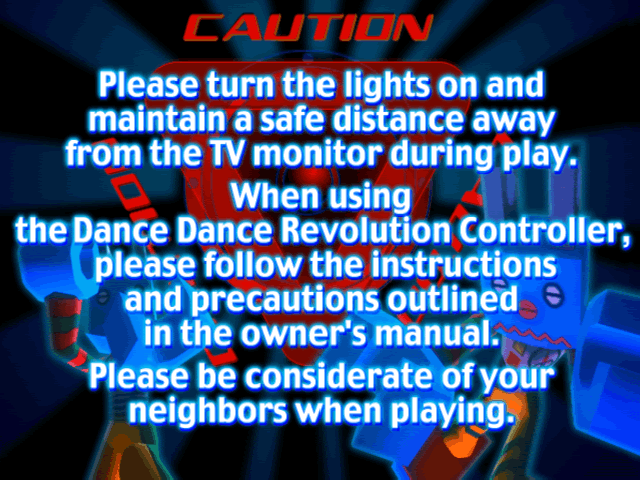 CAUTION
Please turn the lights on and
maintain a safe distance away
from the TV monitor during play.
When using
the Dance Dance Revolution Controller,
please follow the instructions
and precautions outlined
in the owner's manual.
Please be considerate of your
neighbors when playing.